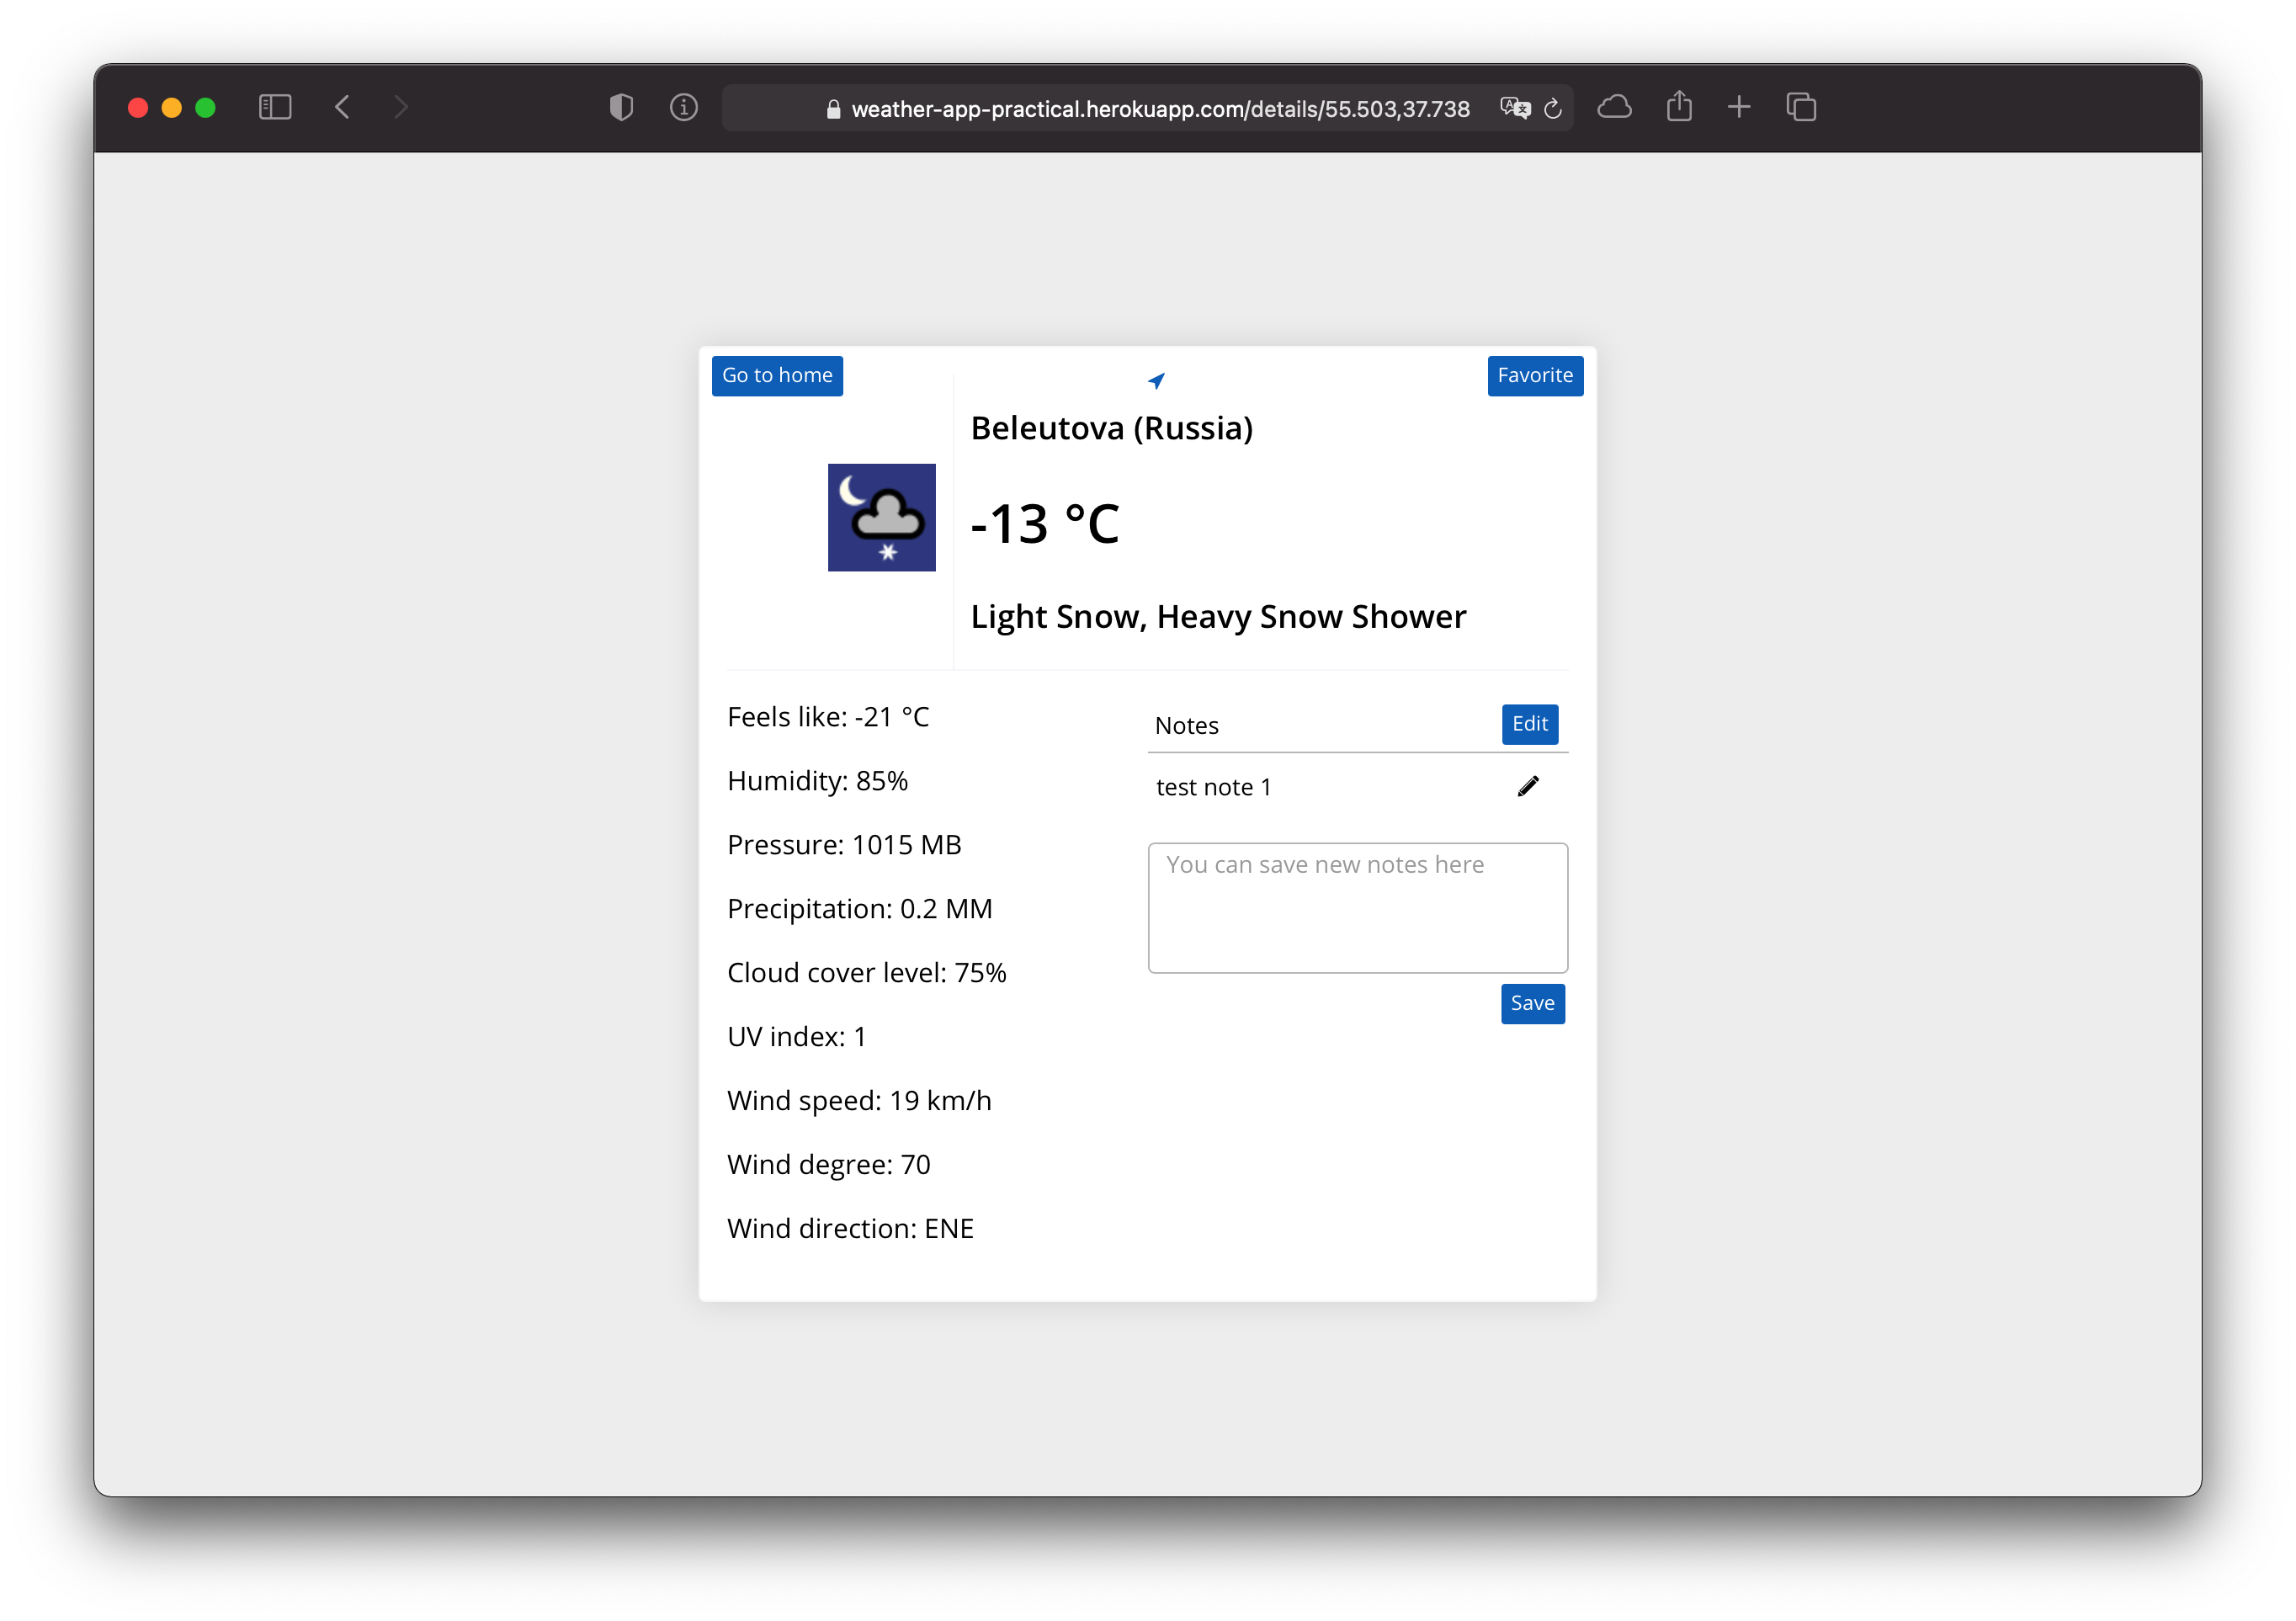 weather-app-practical.herokuapp.com/details/55.503,37.738
Go to home
Favorite
Beleutova (Russia)
-13 °C
Light Snow, Heavy Snow Shower
Feels like: -21 °C
Humidity: 85%
Pressure: 1015 MB
Precipitation: 0.2 MM
Cloud cover level: 75%
UV index: 1
Wind speed: 19 km/h
Wind degree: 70
Wind direction: ENE
Notes
Edit
test note 1
You can save new notes here
Save